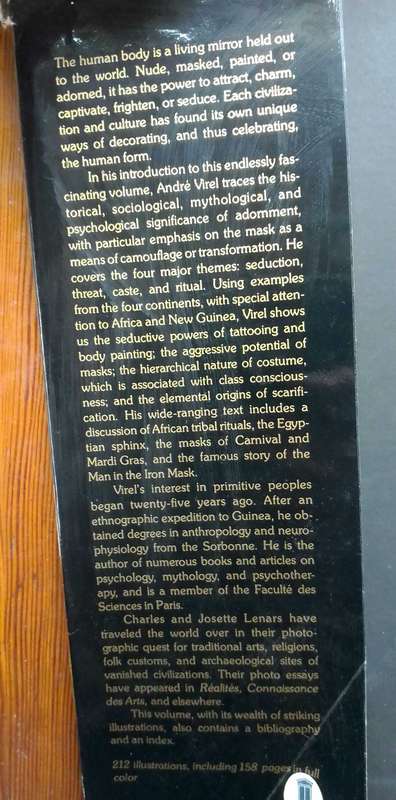 The human body is a living mirror held out
to the world. Nude, masked, painted, or
adorned, it has the power to attract, charm,
captivate, frighten, or seduce. Each civiliza-
tion and culture has found its own unique
ways of decorating, and thus celebrating,
the human form.
In his introduction to this endlessly fas-
cinating volume, André Virel traces the his-
torical, sociological, mythological, and
psychological significance of adornment,
with particular emphasis on the mask as a
means of camouflage or transformation. He
covers the four major themes: seduction,
threat, caste, and ritual. Using examples
from the four continents, with special atten-
tion to Africa and New Guinea, Virel shows
us the seductive powers of tattooing and
body painting; the aggressive potential of
masks; the hierarchical nature of costume,
which is associated with class conscious-
ness; and the elemental origins of scarifi-
cation. His wide-ranging text includes a
discussion of African tribal rituals, the Egyp-
tian sphinx, the masks of Carnival and
Mardi Gras, and the famous story of the
Man in the Iron Mask.
Virel's interest in primitive peoples
began twenty-five years ago. After an
ethnographic expedition to Guinea, he ob-
tained degrees in anthropology and neuro-
physiology from the Sorbonne. He is the
author of numerous books and articles on
psychology, mythology, and psychother-
apy, and is a member of the Faculté des
Sciences in Paris.
Charles and Josette Lenars have
traveled the world over in their photo-
graphic quest for traditional arts, religions,
folk customs, and archaeological sites of
vanished civilizations. Their photo essays
have appeared in Réalités, Connaissance
des Arts, and elsewhere.
This volume, with its wealth of striking
illustrations, also contains a bibliography
and an index.
212 illustrations, including 158 pages in full
color